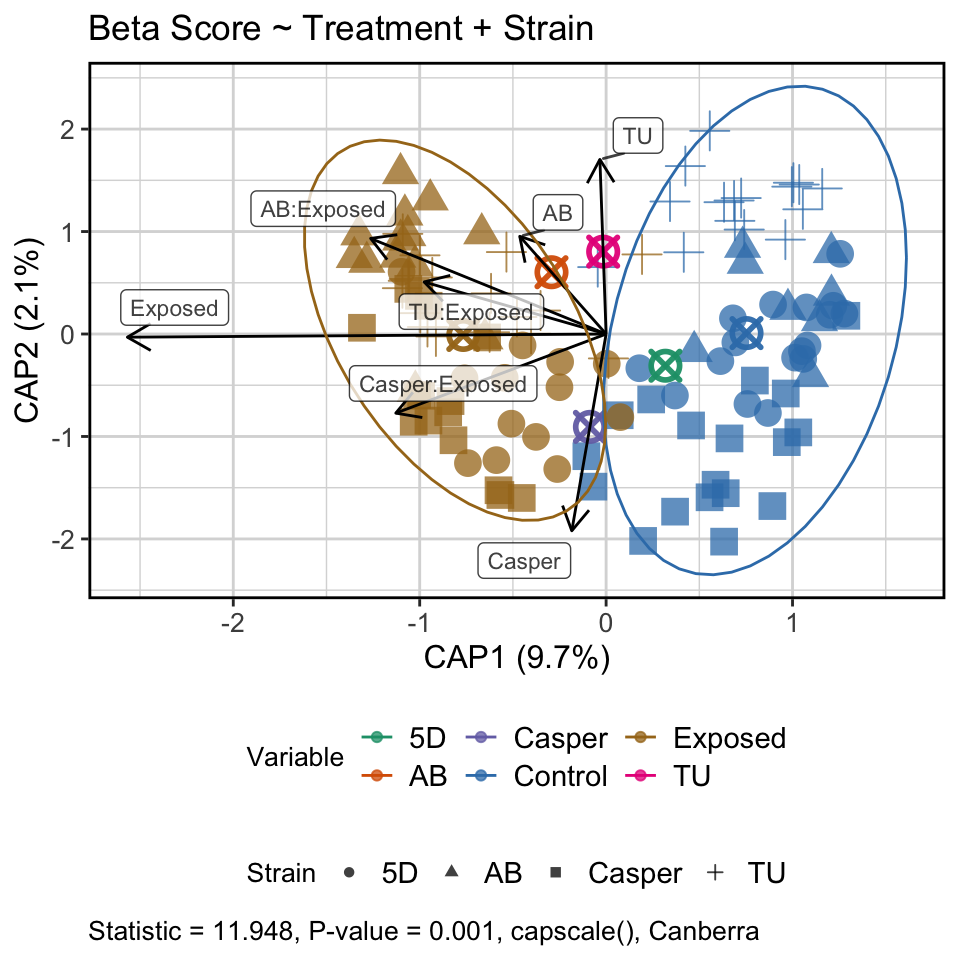 Beta Score ~ Treatment + Strain
CAP2 (2.1%)
2
1
0
-1
-2
TU
AB
AB:Exposed
Exposed
TU:Exposed
Casper:Exposed
Casper
-2
-1
0
1
CAP1 (9.7%)
Variable
5D
Casper
Exposed
AB
Control
TU
Strain
5D
AB
Casper
TU
Statistic = 11.948, P-value = 0.001, capscale(), Canberra